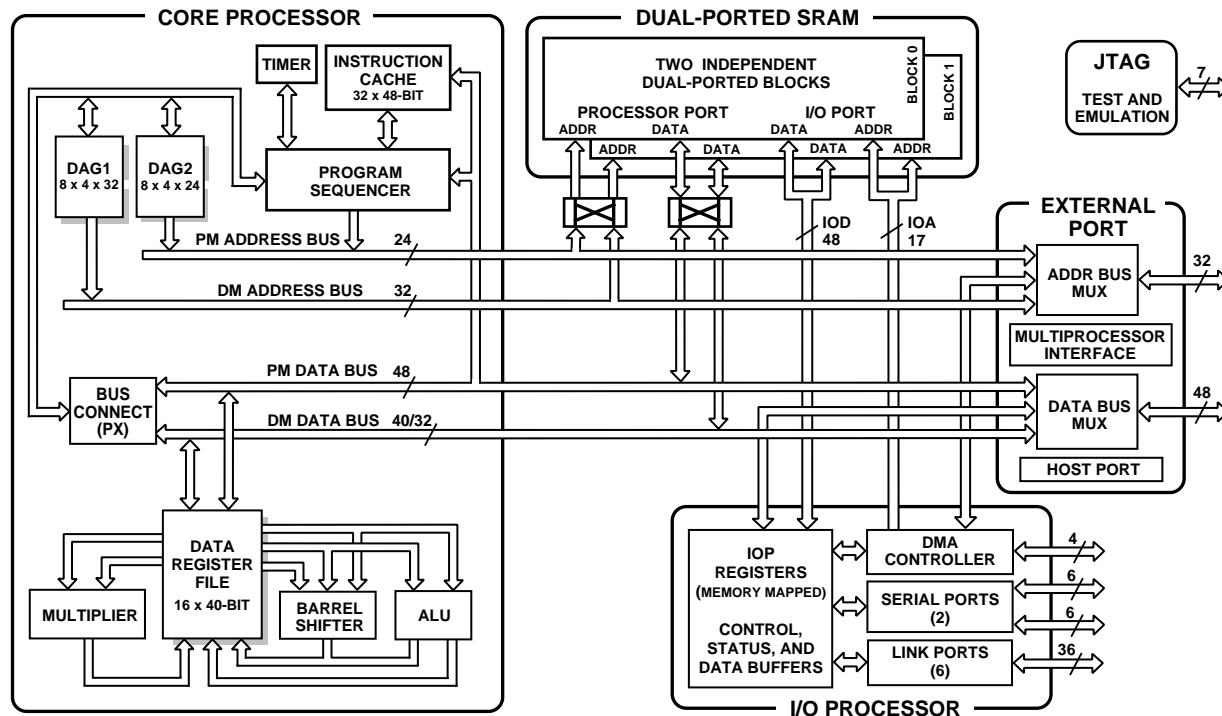 CORE PROCESSOR
TIMER
INSTRUCTION
CACHE
32 x 48-BIT
DAG1
8 x 4 x 32
DAG2
8 x 4 x 24
PROGRAM
SEQUENCER
PM ADDRESS BUS 24
DM ADDRESS BUS 32
PM DATA BUS 48
BUS
CONNECT
(PX)
DM DATA BUS 40/32
DATA
REGISTER
FILE
16 x 40-BIT
MULTIPLIER
BARREL
SHIFTER
ALU
DUAL-PORTED SRAM
TWO INDEPENDENT
DUAL-PORTED BLOCKS
BLOCK 0
BLOCK 1
PROCESSOR PORT
I/O PORT
ADDR
DATA
DATA
ADDR
ADDR
DATA
DATA
ADDR
IOD
48
IOA
17
JTAG
TEST AND
EMULATION
7
EXTERNAL
PORT
ADDR BUS
MUX
32
MULTIPROCESSOR
INTERFACE
DATA BUS
MUX
48
HOST PORT
IOP
REGISTERS
(MEMORY MAPPED)
CONTROL,
STATUS, AND
DATA BUFFERS
DMA
CONTROLLER
4
SERIAL PORTS
(2)
6
6
LINK PORTS
(6)
36
I/O PROCESSOR